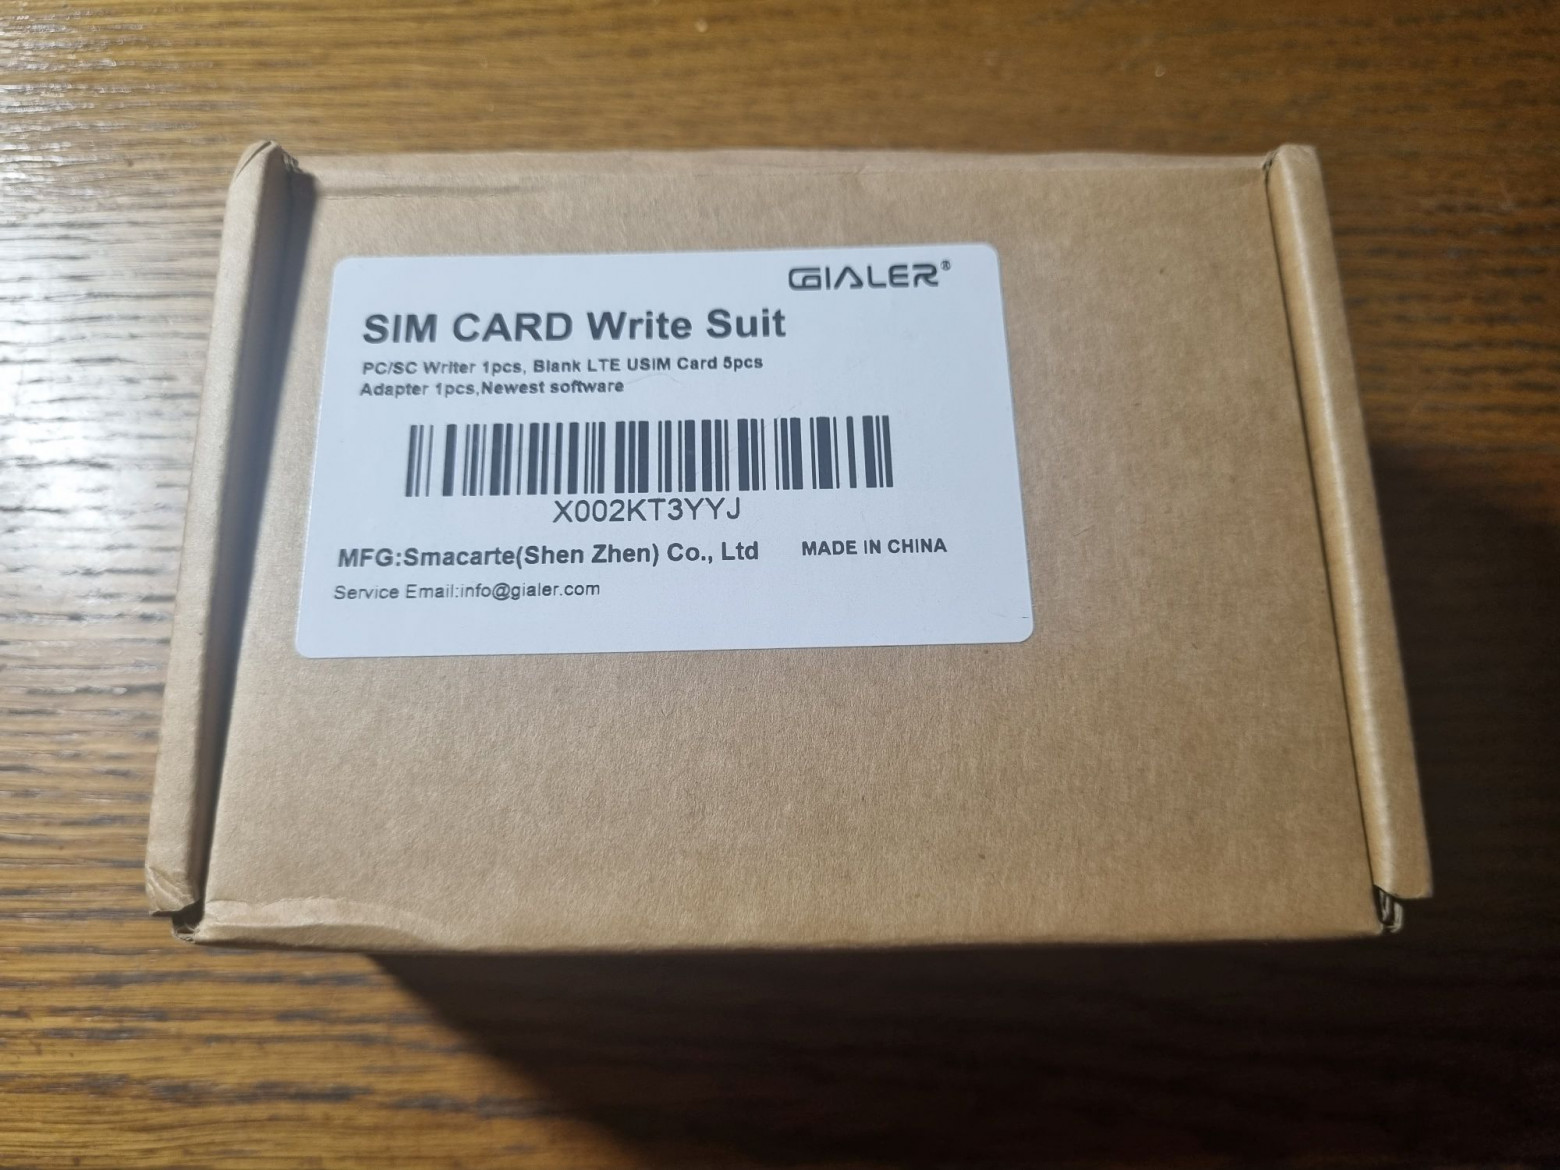 GIALER®
SIM CARD Write Suit
PC/SC Writer 1pcs, Blank LTE USIM Card 5pcs
Adapter 1pcs,Newest software
X002KT3YYJ
MFG:Smacarte(Shen Zhen) Co., Ltd MADE IN CHINA
Service Email:info@gialer.com